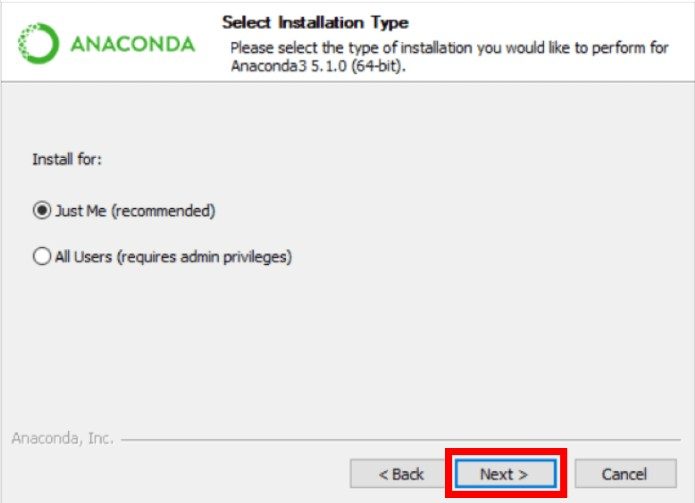 ANACONDA
Select Installation Type
Please select the type of installation you would like to perform for
Anaconda3 5.1.0 (64-bit).
Install for:
Just Me (recommended)
All Users (requires admin privileges)
Anaconda, Inc.
< Back
Next >
Cancel